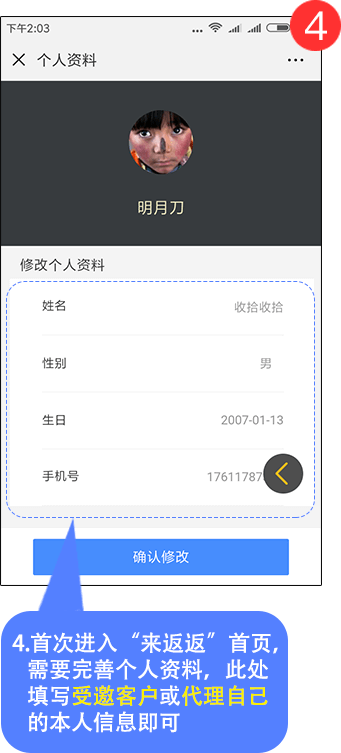 4
下午2:03
个人资料
明月刀
修改个人资料
姓名 收拾收拾
性别 男
生日 2007-01-13
手机号 17611787
确认修改
4.首次进入“来返返”首页,
需要完善个人资料，此处
填写受邀客户或代理自己
的本人信息即可